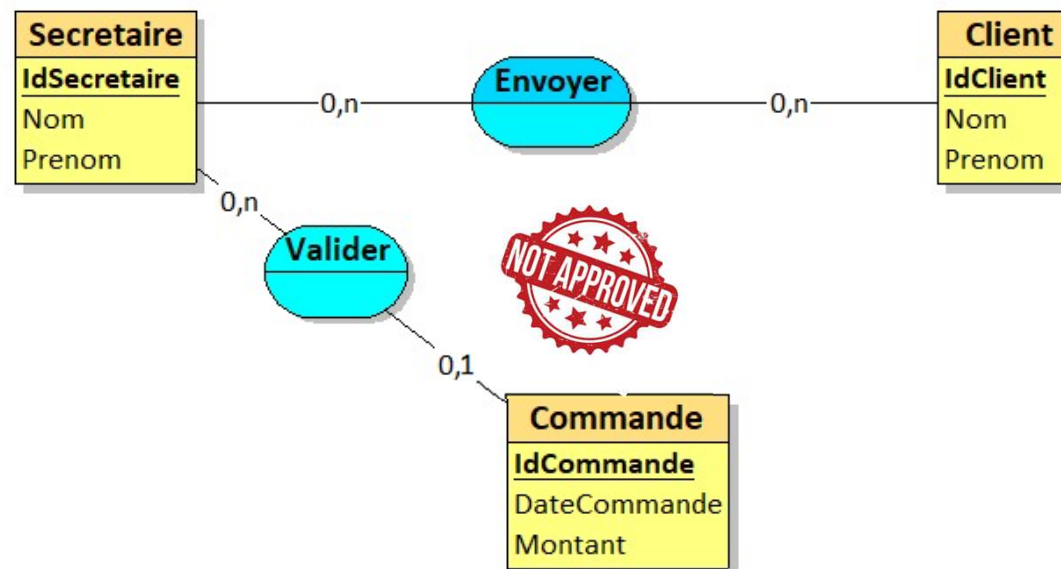 Secretaire
IdSecretaire
Nom
Prenom
0,n
Envoyer
0,n
Client
IdClient
Nom
Prenom
0,n
Valider
0,1
NOT APPROVED
Commande
IdCommande
DateCommande
Montant